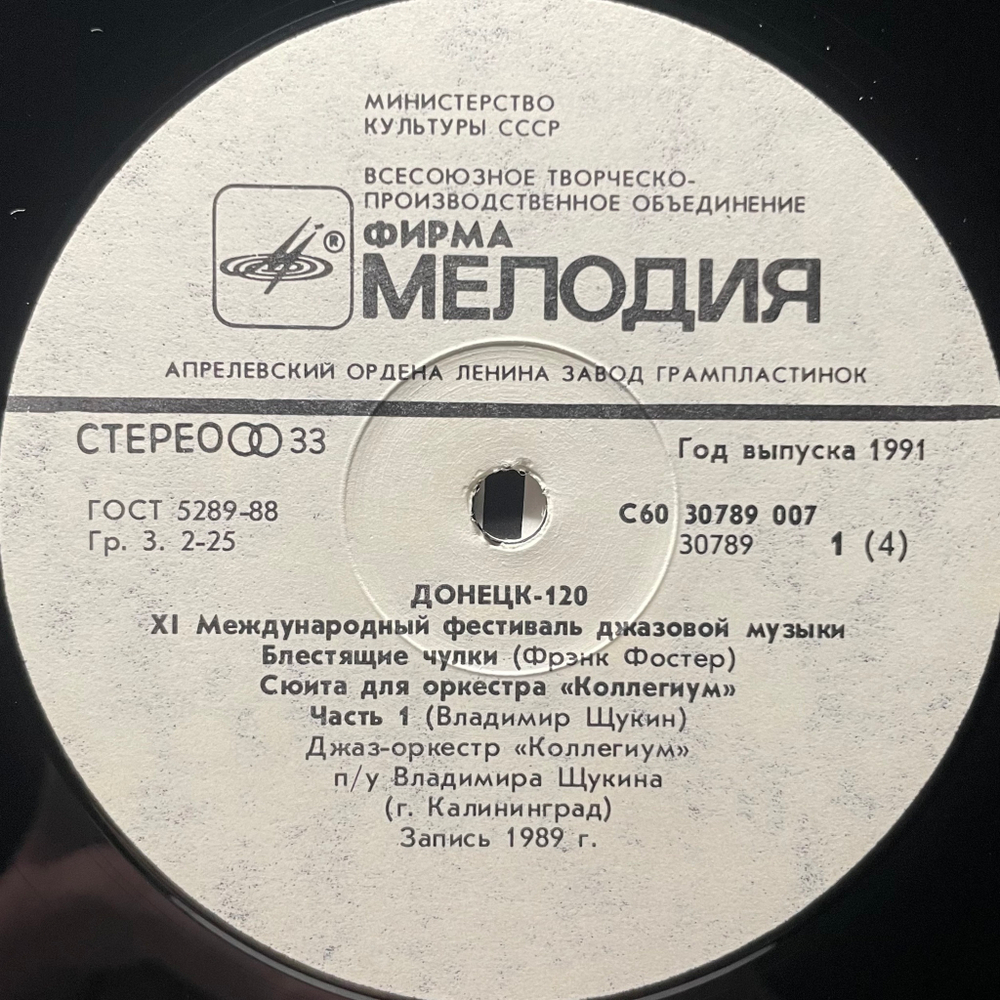 МИНИСТЕРСТВО
КУЛЬТУРЫ СССР
ВСЕСОЮЗНОЕ ТВОРЧЕСКО-
ПРОИЗВОДСТВЕННОЕ ОБЪЕДИНЕНИЕ
®
ФИРМА
МЕЛОДИЯ
АПРЕЛЕВСКИЙ ОРДЕНА ЛЕНИНА ЗАВОД ГРАМПЛАСТИНОК
СТЕРЕО 33
Год выпуска 1991
ГОСТ 5289-88
С60 30789 007
Гр. 3. 2-25
30789 1 (4)
ДОНЕЦК-120
XI Международный фестиваль джазовой музыки
Блестящие чулки (Фрэнк Фостер)
Сюита для оркестра «Коллегиум»
Часть 1 (Владимир Щукин)
Джаз-оркестр «Коллегиум»
п/у Владимира Щукина
(г. Калининград)
Запись 1989 г.